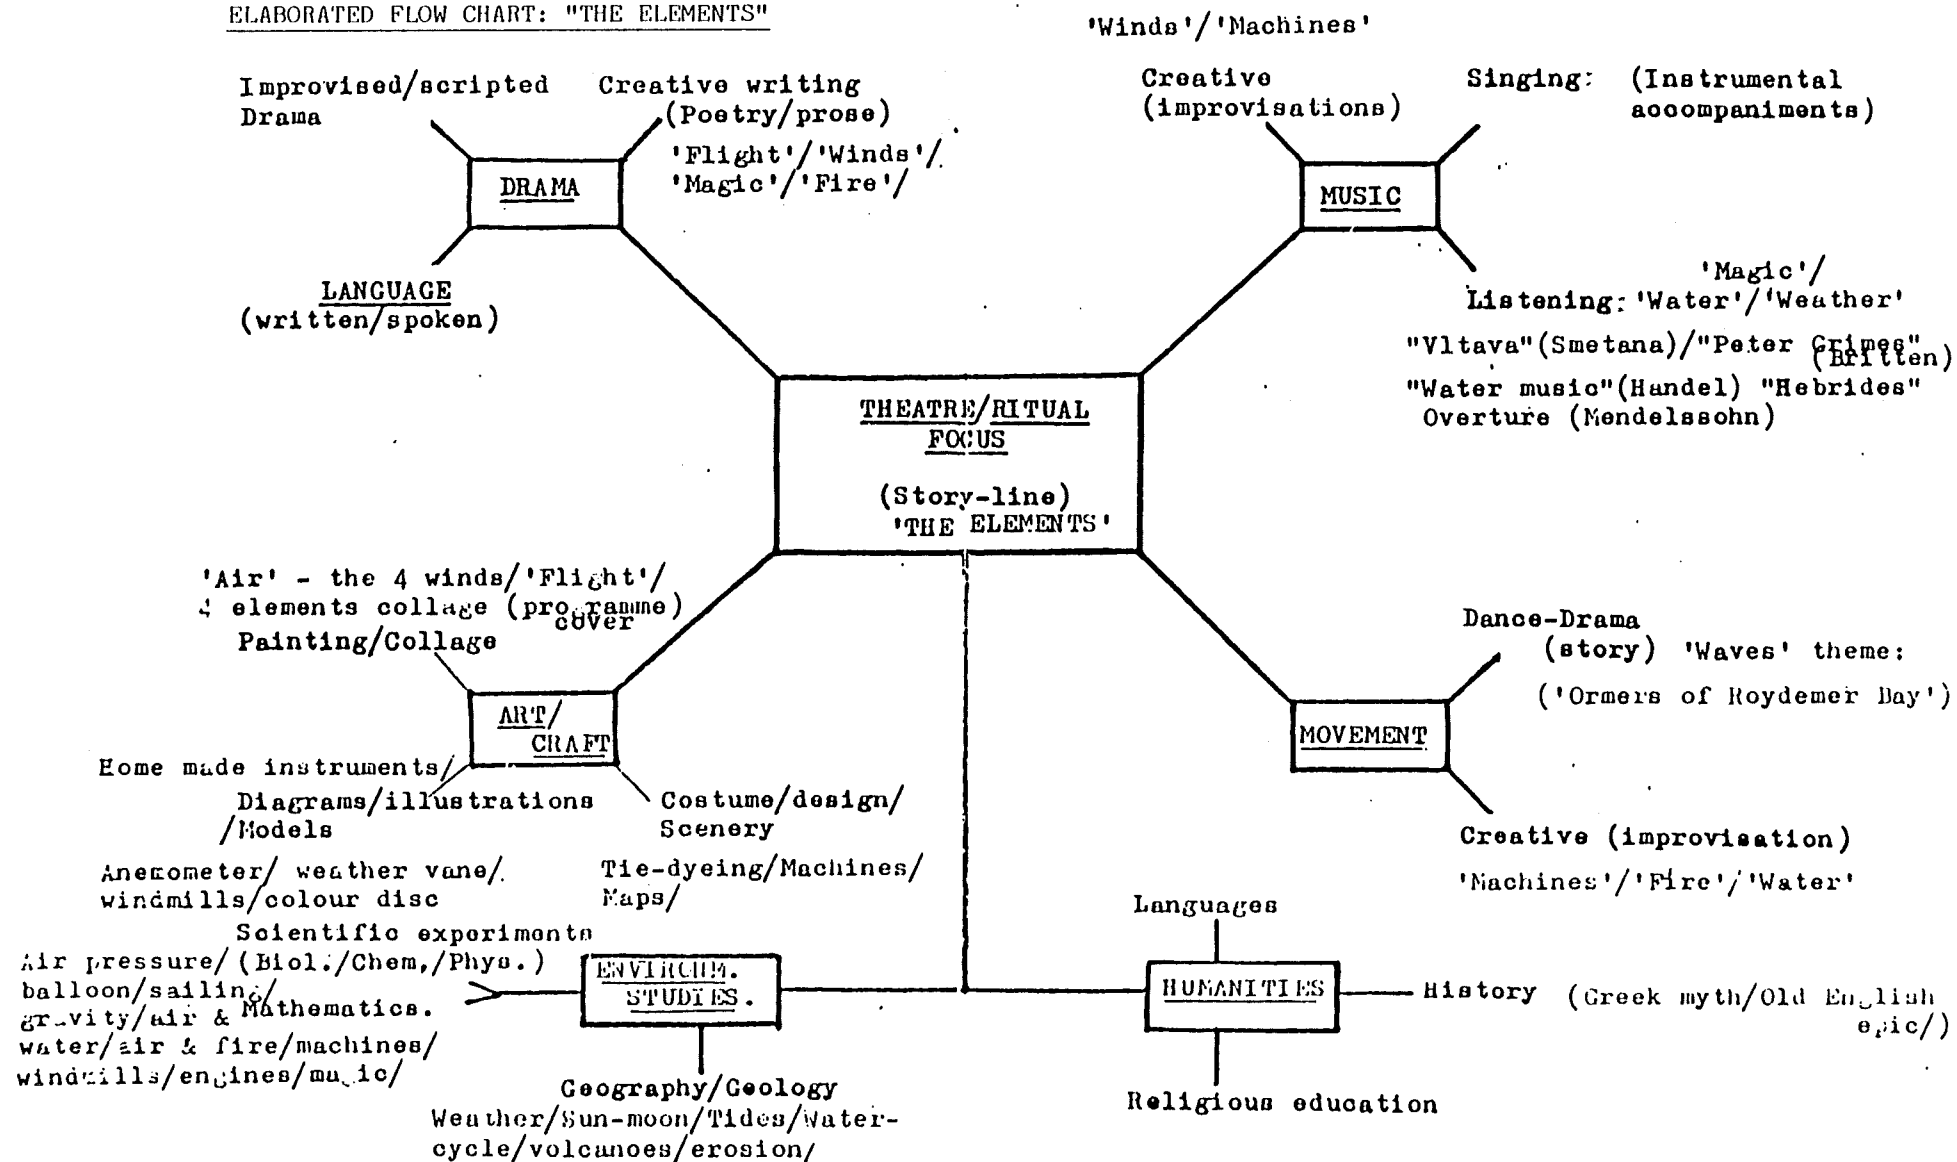 ELABORATED FLOW CHART: "THE ELEMENTS"
Improvised/scripted
Drama
Creative writing
(Poetry/prose)
'Flight'/'Winds'/
'Magic'/'Fire'/
DRAMA
LANGUAGE
(written/spoken)
'Winds'/'Machines'
Creative
(improvisations)
Singing: (Instrumental
accompaniments)
MUSIC
'Magic'/
Listening: 'Water'/'Weather'
"Vltava"(Smetana)/"Peter Grimes"
(Britten)
"Water music"(Handel) "Hebrides"
Overture (Mendelssohn)
THEATRE/RITUAL
FOCUS
(Story-line)
'THE ELEMENTS'
'Air' - the 4 winds/'Flight'/
4 elements collage (programme)
cover
Painting/Collage
ART/
CRAFT
Home made instruments/
Diagrams/illustrations
/Models
Costume/design/
Scenery
Anemometer/ weather vane/
windmills/colour disc
Tie-dyeing/Machines/
Maps/
Dance-Drama
(story) 'Waves' theme:
('Ormers of Roydemer Bay')
MOVEMENT
Creative (improvisation)
'Machines'/'Fire'/'Water'
Scientific experiments
Air pressure/ (Biol./Chem,/Phys.)
balloon/sailing/
Mathematics.
gravity/air &
water/air & fire/machines/
windmills/engines/music/
ENVIRONM.
STUDIES.
Geography/Geology
Weather/Sun-moon/Tides/Water-
cycle/volcanoes/erosion/
Languages
HUMANITIES
History (Greek myth/Old English
epic/)
Religious education